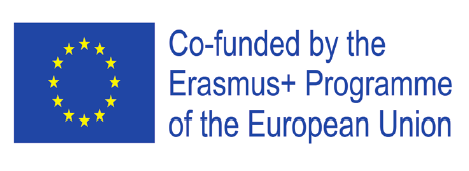 Co-funded by the
Erasmus+ Programme
of the European Union